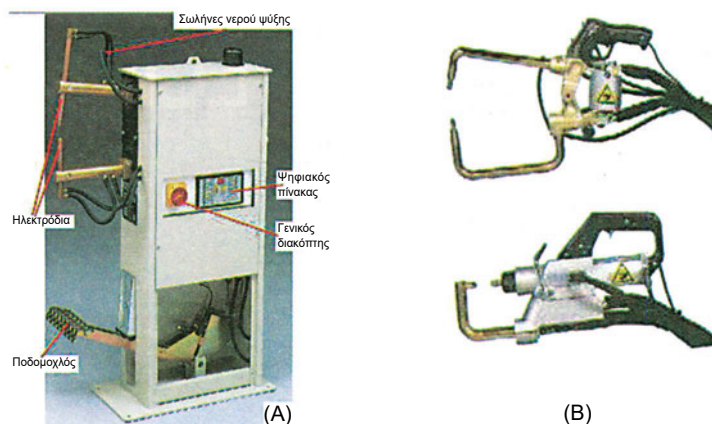 Σωλήνες νερού ψύξης
Ψηφιακός
πίνακας
Ηλεκτρόδια
Γενικός
διακόπτης
Ποδομοχλός
(A)
(B)